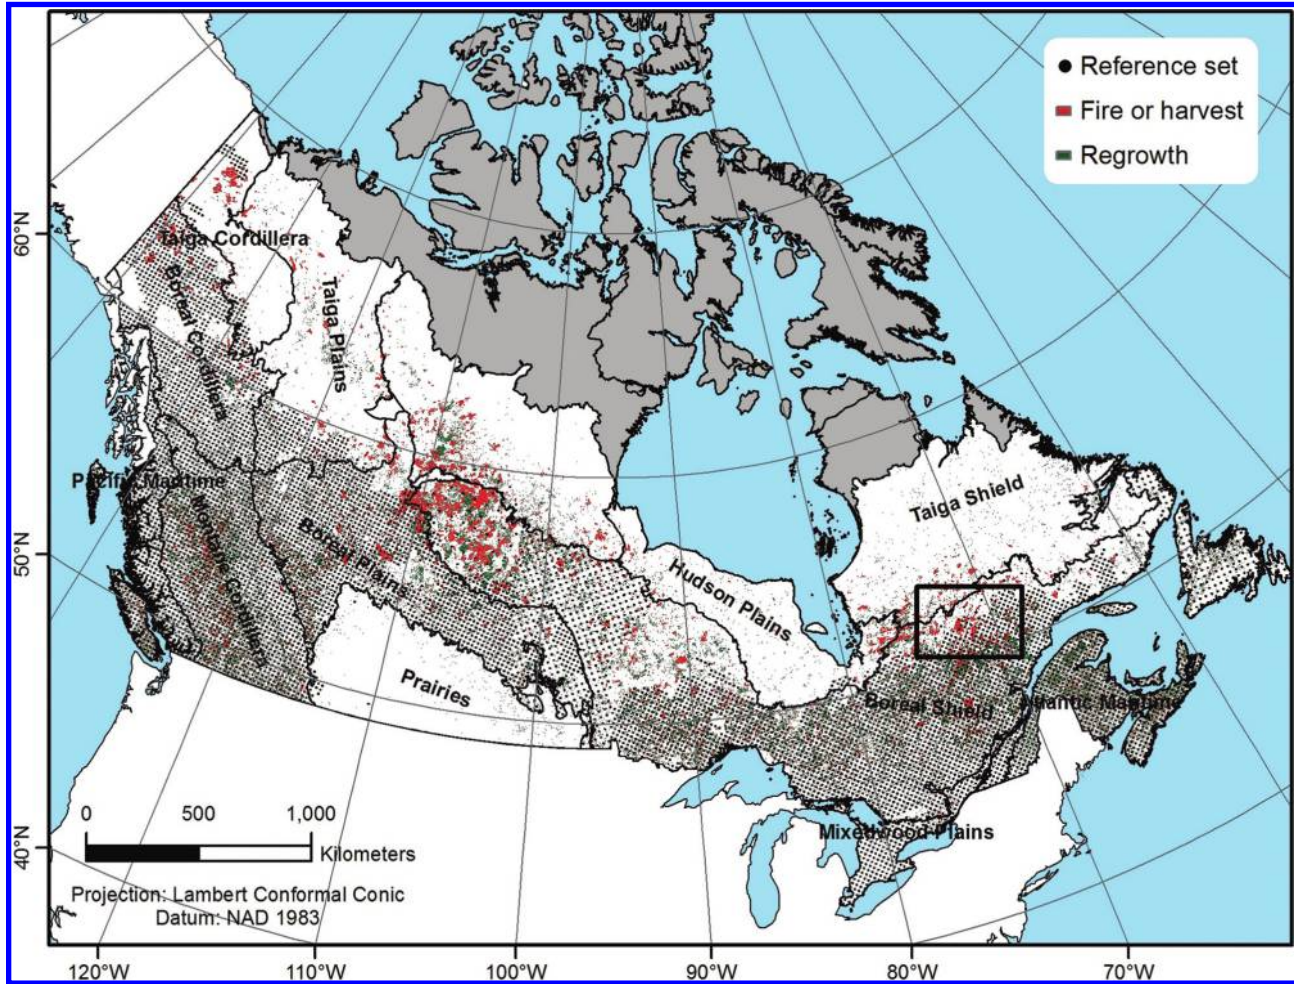 Reference set
Fire or harvest
Regrowth
60°N
50°N
40°N
Taiga Cordillera
Boreal Cordillera
Taiga Plains
Taiga Shield
Pacific Maritime
Montane Cordillera
Boreal Plains
Hudson Plains
Prairies
Boreal Shield
Atlantic Maritime
Mixedwood Plains
0 500 1,000
Kilometers
Projection: Lambert Conformal Conic
Datum: NAD 1983
120°W 110°W 100°W 90°W 80°W 70°W